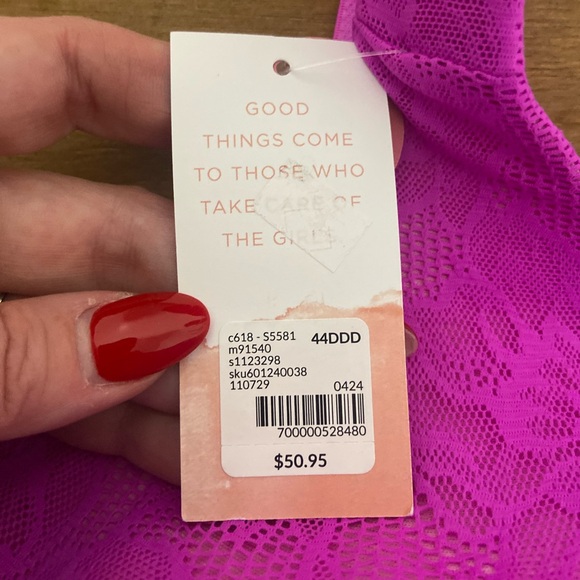 GOOD
THINGS COME
TO THOSE WHO
TAKE CARE OF
THE GIRLS.
c618 - S5581 44DDD
m91540
s1123298
sku601240038
110729 0424
700000528480
$50.95